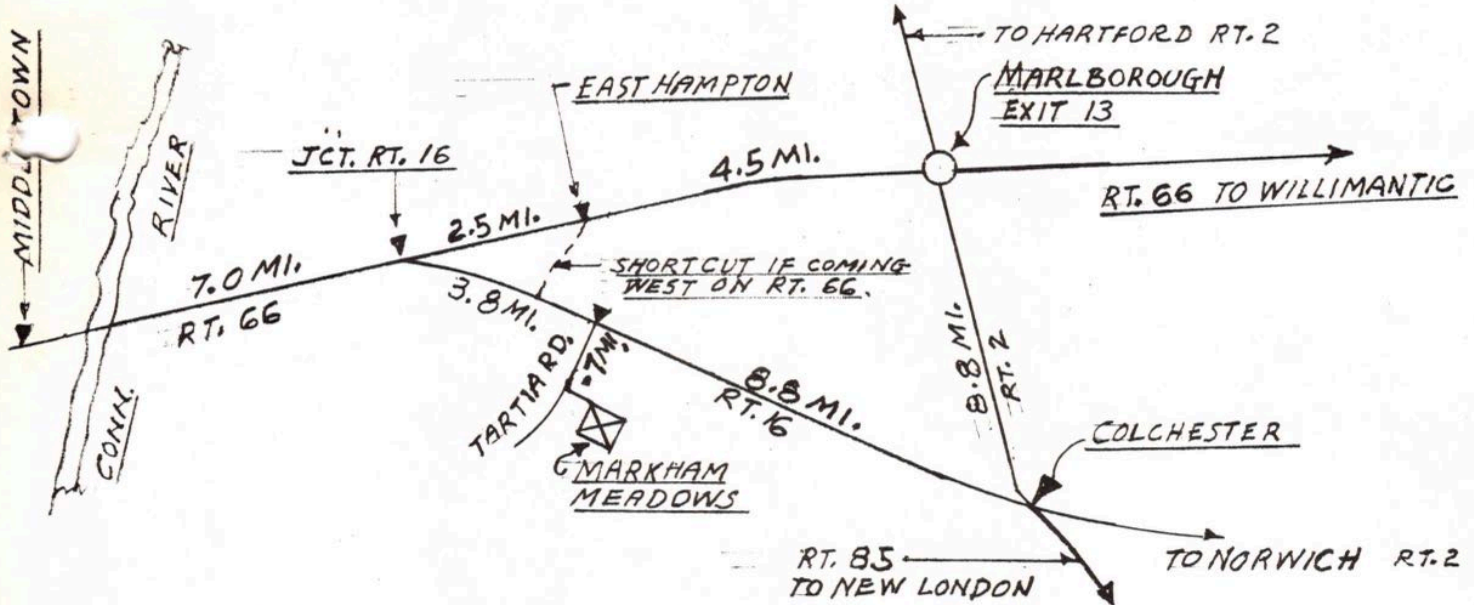 MIDDLETOWN
CONN.
RIVER
JCT. RT. 16
EAST HAMPTON
TO HARTFORD RT. 2
MARLBOROUGH
EXIT 13
7.0 MI.
RT. 66
2.5 MI.
4.5 MI.
RT. 66 TO WILLIMANTIC
SHORTCUT IF COMING
WEST ON RT. 66.
3.8 MI.
TARTIA RD.
.7 MI.
MARKHAM
MEADOWS
8.8 MI.
RT. 16
8.8 MI.
RT. 2
COLCHESTER
RT. 85
TO NEW LONDON
TO NORWICH RT. 2